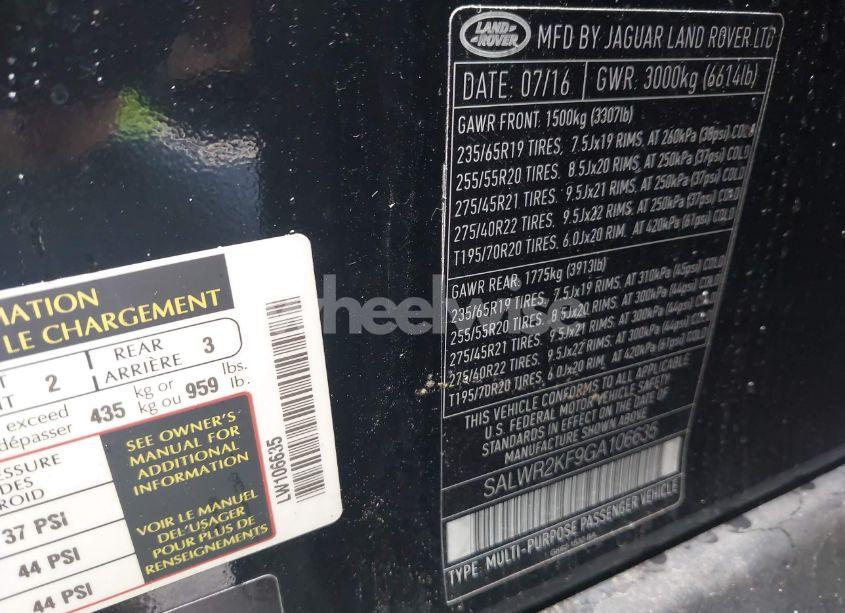 LAND
ROVER
MFD BY JAGUAR LAND ROVER LTD
DATE: 07/16 GWR: 3000kg (6614lb)
GAWR FRONT. 1500kg (3307lb)
235/65R19 TIRES, 7.5Jx19 RIMS, AT 260kPa (38psi) COLD
255/55R20 TIRES, 8.5Jx20 RIMS, AT 250kPa (37psi) COLD
275/45R21 TIRES, 9.5Jx21 RIMS, AT 250kPa (37psi) COLD
275/40R22 TIRES, 9.5Jx22 RIMS, AT 250kPa (37psi) COLD
T195/70R20 TIRES, 6.0Jx20 RIM, AT 420kPa (61psi) COLD
GAWR REAR. 1775kg (3913lb)
235/65R19 TIRES, 7.5Jx19 RIMS, AT 310kPa (45psi) COLD
255/55R20 TIRES, 8.5Jx20 RIMS, AT 300kPa (44psi) COLD
275/45R21 TIRES, 9.5Jx21 RIMS, AT 300kPa (44psi) COLD
275/40R22 TIRES, 9.5Jx22 RIMS, AT 300kPa (44psi) COLD
T195/70R20 TIRES, 6.0Jx20 RIM, AT 420kPa (61psi) COLD
THIS VEHICLE CONFORMS TO ALL APPLICABLE
U.S. FEDERAL MOTOR VEHICLE SAFETY
STANDARDS IN EFFECT ON THE DATE OF
MANUFACTURE SHOWN ABOVE.
SALWR2KF9GA106635
TYPE: MULTI-PURPOSE PASSENGER VEHICLE
MATION
LE CHARGEMENT
2 REAR 3
ARRIÈRE
exceed 435 kg or 959 lbs.
dépasser kg ou lb.
SEE OWNER'S
MANUAL FOR
ADDITIONAL
INFORMATION
VOIR LE MANUEL
DEL'USAGER
POUR PLUS DE
RENSEIGNEMENTS
37 PSI
44 PSI
44 PSI
LW106635
wheelwise